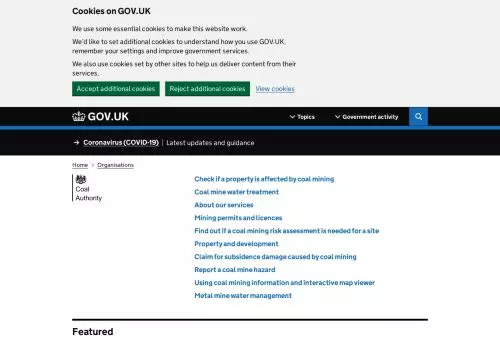 Cookies on GOV.UK
We use some essential cookies to make this website work.
We'd like to set additional cookies to understand how you use GOV.UK,
remember your settings and improve government services.
We also use cookies set by other sites to help us deliver content from their
services.
Accept additional cookies Reject additional cookies View cookies
GOV.UK Topics Government activity
→ Coronavirus (COVID-19) | Latest updates and guidance
Home > Organisations
Coal
Authority
Check if a property is affected by coal mining
Coal mine water treatment
About our services
Mining permits and licences
Find out if a coal mining risk assessment is needed for a site
Property and development
Claim for subsidence damage caused by coal mining
Report a coal mine hazard
Using coal mining information and interactive map viewer
Metal mine water management
Featured